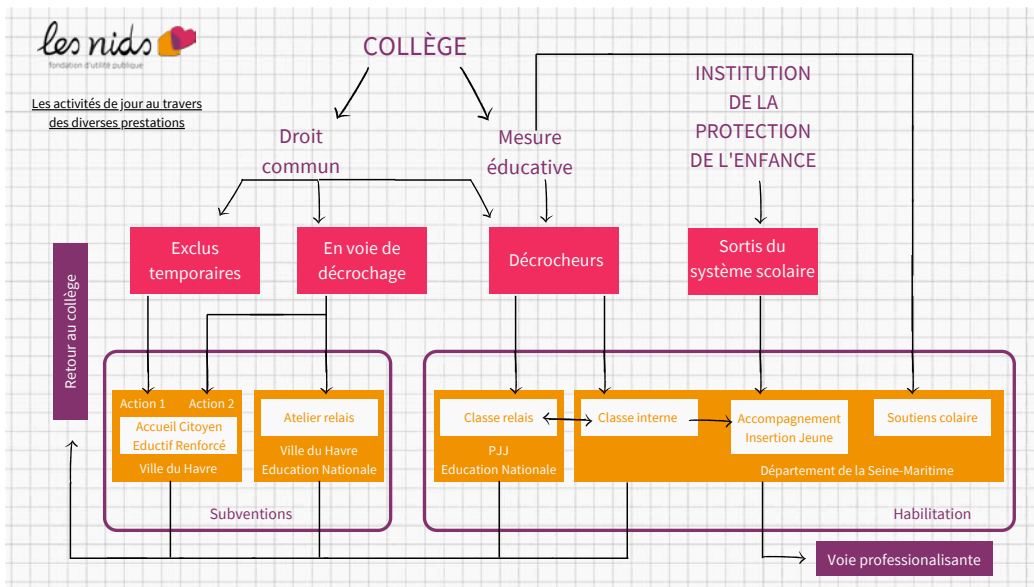 les nids
fondation d'utilité publique
Les activités de jour au travers
des diverses prestations
COLLÈGE
INSTITUTION
DE LA
PROTECTION
DE L'ENFANCE
Droit
commun
Mesure
éducative
Exclus
temporaires
En voie de
décrochage
Décrocheurs
Sortis du
système scolaire
Retour au collège
Action 1
Action 2
Accueil Citoyen
Eductif Renforcé
Ville du Havre
Atelier relais
Ville du Havre
Education Nationale
Subventions
Classe relais
PJJ
Education Nationale
Classe interne
Accompagnement
Insertion Jeune
Soutiens colaire
Département de la Seine-Maritime
Habilitation
Voie professionalisante